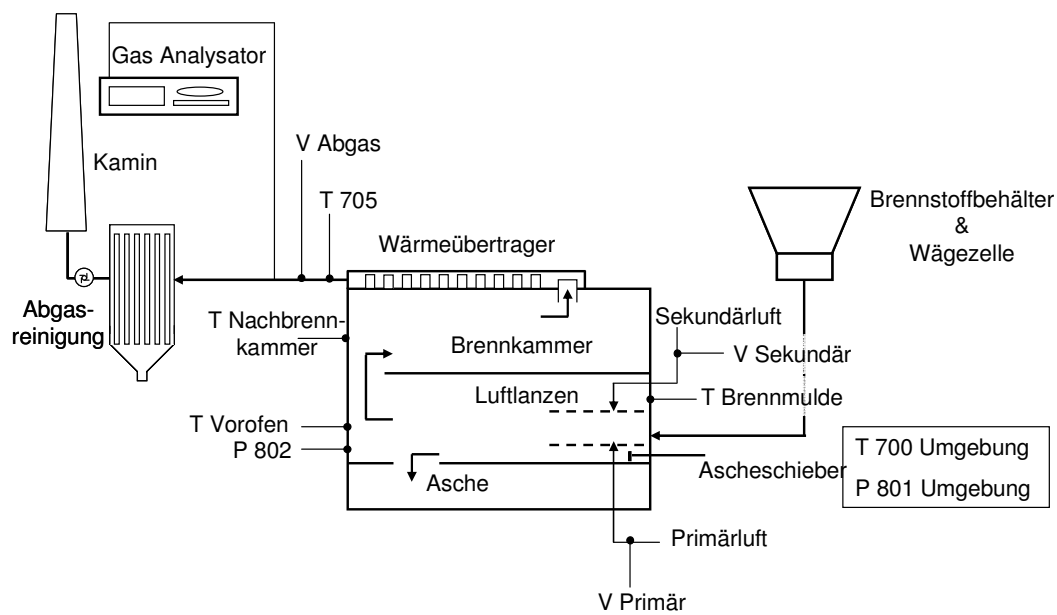 Gas Analysator
V Abgas
Kamin
T 705
Brennstoffbehälter
&
Wägezelle
Wärmeübertrager
Abgas-
reinigung
T Nachbrenn-
kammer
Sekundärluft
Brennkammer
V Sekundär
Luftlanzen
T Brennmulde
T Vorofen
P 802
T 700 Umgebung
Ascheschieber
Asche
P 801 Umgebung
Primärluft
V Primär